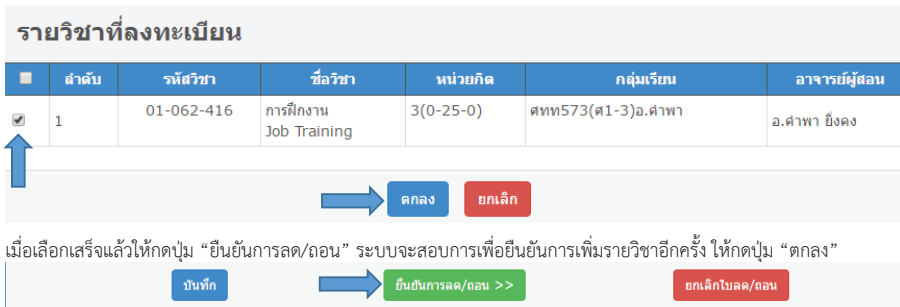 รายวิชาที่ลงทะเบียน
ลำดับ รหัสวิชา ชื่อวิชา หน่วยกิต กลุ่มเรียน อาจารย์ผู้สอน
1 01-062-416 การฝึกงาน 3(0-25-0) ศทท573(ศ1-3)อ.คำพา อ.คำพา ยิ่งคง
Job Training
ตกลง ยกเลิก
เมื่อเลือกเสร็จแล้วให้กดปุ่ม “ยืนยันการลด/ถอน” ระบบจะสอบการเพื่อยืนยันการเพิ่มรายวิชาอีกครั้ง ให้กดปุ่ม “ตกลง”
บันทึก ยืนยันการลด/ถอน >> ยกเลิกใบลด/ถอน